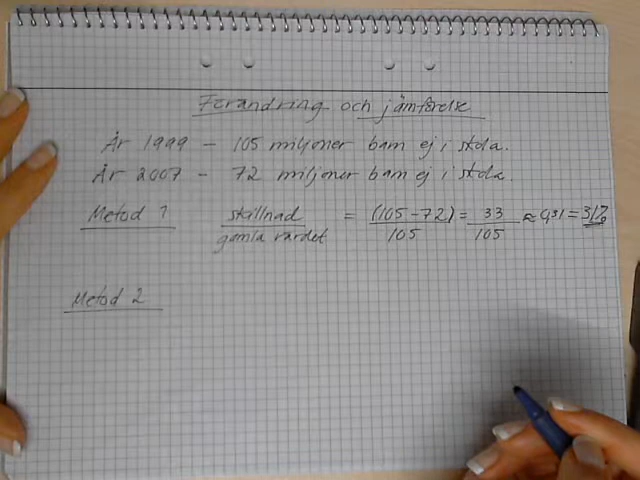 Förändring och jämförelse
År 1999 - 105 miljoner barn ej i skola.
År 2007 - 72 miljoner barn ej i skola.
Metod 1 skillnad / gamla värdet = (105-72) / 105 = 33 / 105 ≈ 0,31 = 31%
Metod 2